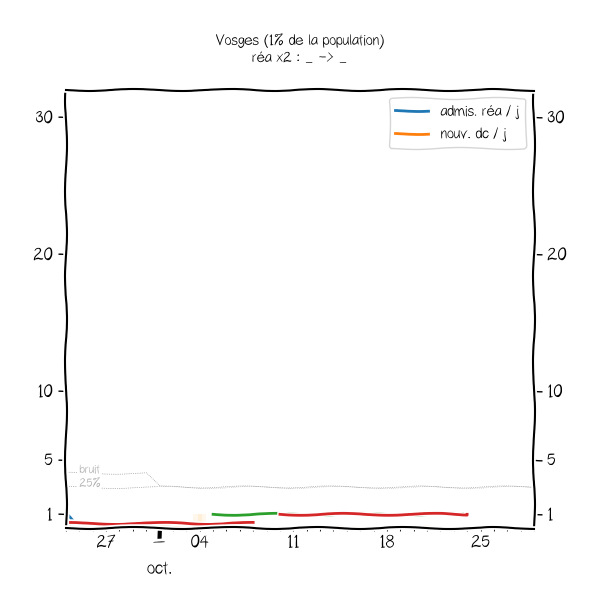 Vosges (1% de la population)
réa x2 : _ -> _
admis. réa / j
nouv. dc / j
30
30
20
20
10
10
5
5
bruit
25%
1
1
27
1
04
11
18
25
oct.